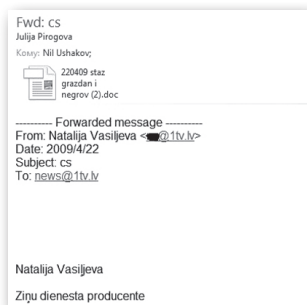 Fwd: cs
Julija Pirogova
Кому: Nil Ushakov;
220409 staz
grazdan i
negrov (2).doc
---------- Forwarded message ----------
From: Natalija Vasiljeva < @1tv.lv>
Date: 2009/4/22
Subject: cs
To: news@1tv.lv
Natalija Vasiljeva
Ziņu dienesta producente